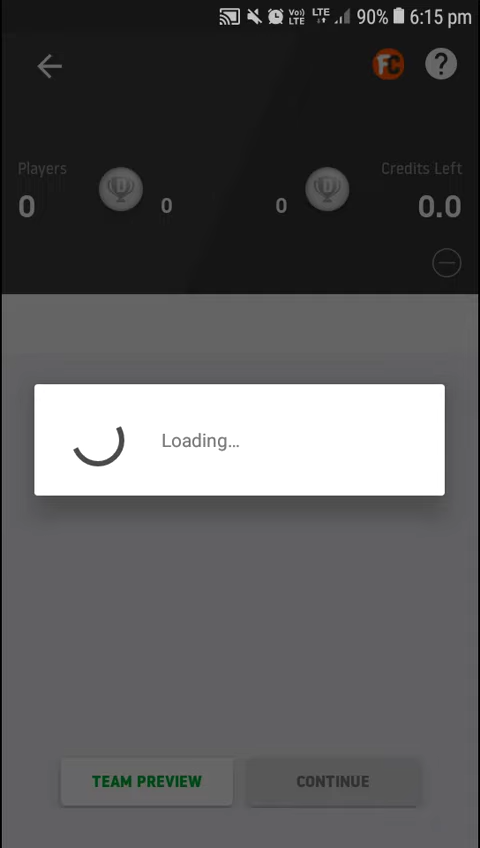 Vo)) LTE LTE 90% 6:15 pm
FC ?
Players Credits Left
0 D 0 0 D 0.0
Loading...
TEAM PREVIEW CONTINUE